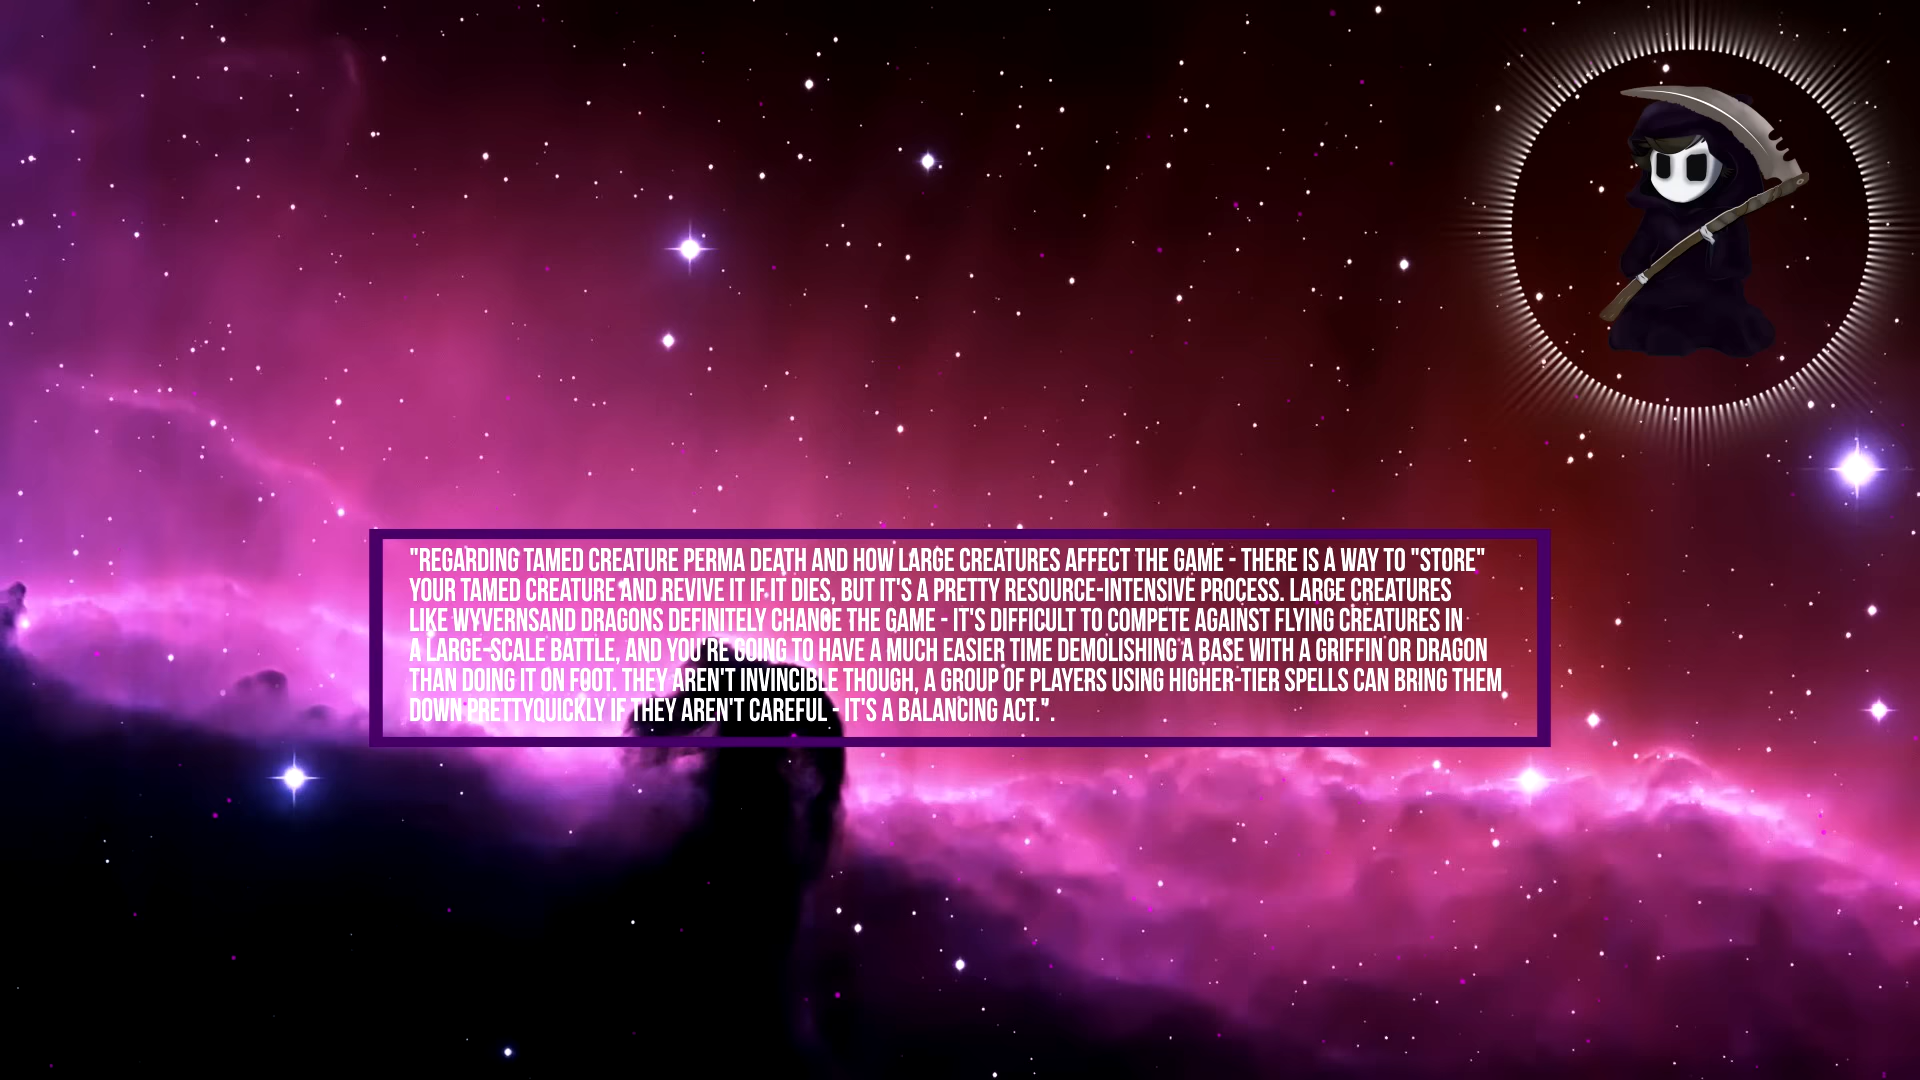 "REGARDING TAMED CREATURE PERMA DEATH AND HOW LARGE CREATURES AFFECT THE GAME - THERE IS A WAY TO "STORE"
YOUR TAMED CREATURE AND REVIVE IT IF IT DIES, BUT IT'S A PRETTY RESOURCE-INTENSIVE PROCESS. LARGE CREATURES
LIKE WYVERNSAND DRAGONS DEFINITELY CHANGE THE GAME - IT'S DIFFICULT TO COMPETE AGAINST FLYING CREATURES IN
A LARGE-SCALE BATTLE, AND YOU'RE GOING TO HAVE A MUCH EASIER TIME DEMOLISHING A BASE WITH A GRIFFIN OR DRAGON
THAN DOING IT ON FOOT. THEY AREN'T INVINCIBLE THOUGH, A GROUP OF PLAYERS USING HIGHER-TIER SPELLS CAN BRING THEM
DOWN PRETTYQUICKLY IF THEY AREN'T CAREFUL - IT'S A BALANCING ACT.".